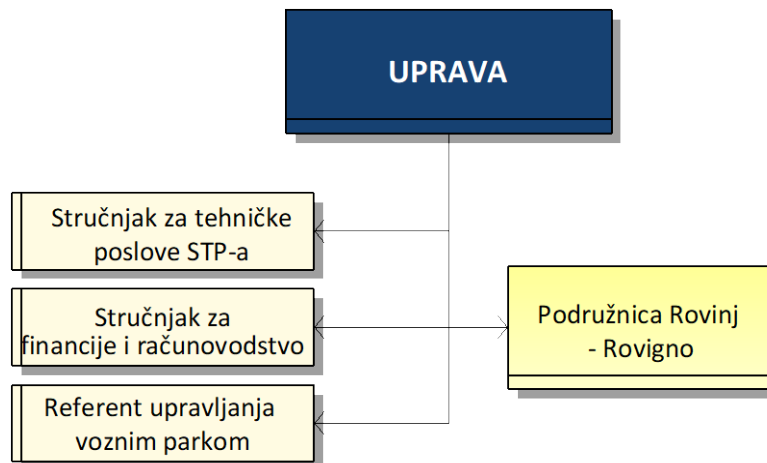 UPRAVA
Stručnjak za tehničke
poslove STP-a
Stručnjak za
financije i računovodstvo
Referent upravljanja
voznim parkom
Podružnica Rovinj
- Rovigno